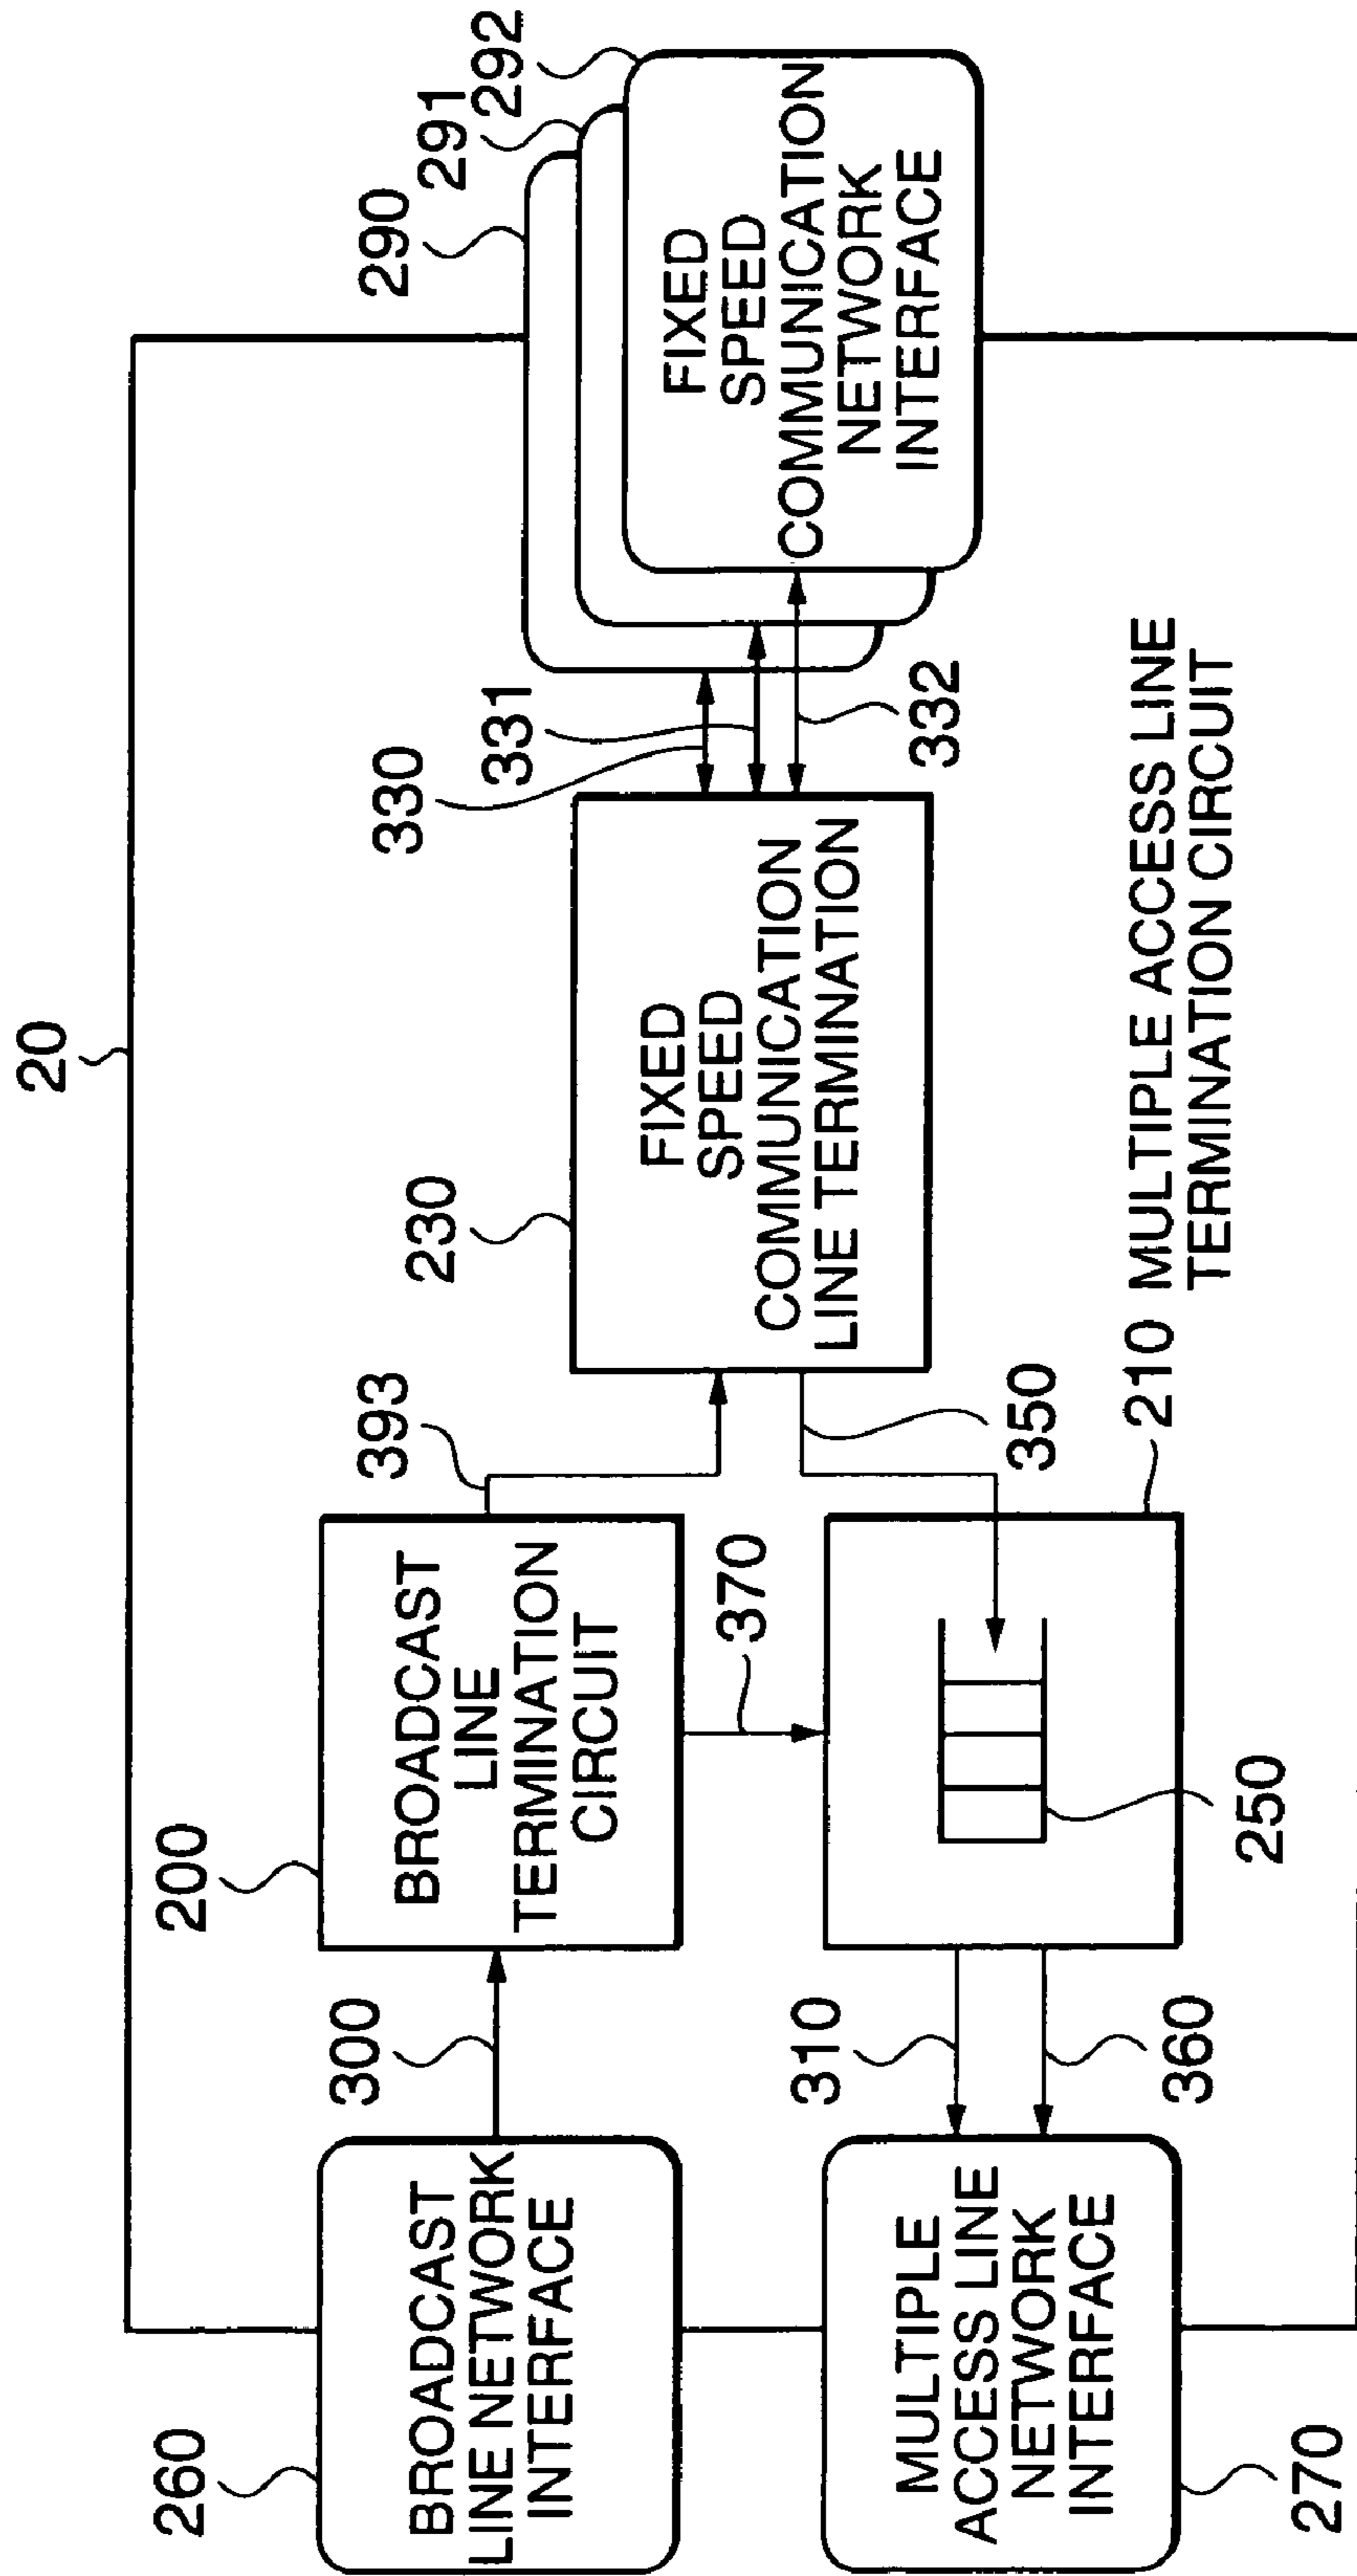 20
260
BROADCAST
LINE NETWORK
INTERFACE
300
200
BROADCAST
LINE
TERMINATION
CIRCUIT
393
370
230
FIXED
SPEED
COMMUNICATION
LINE TERMINATION
350
330
331
332
290
291
292
FIXED
SPEED
COMMUNICATION
NETWORK
INTERFACE
MULTIPLE
ACCESS LINE
NETWORK
INTERFACE
270
310
360
250
210 MULTIPLE ACCESS LINE
TERMINATION CIRCUIT